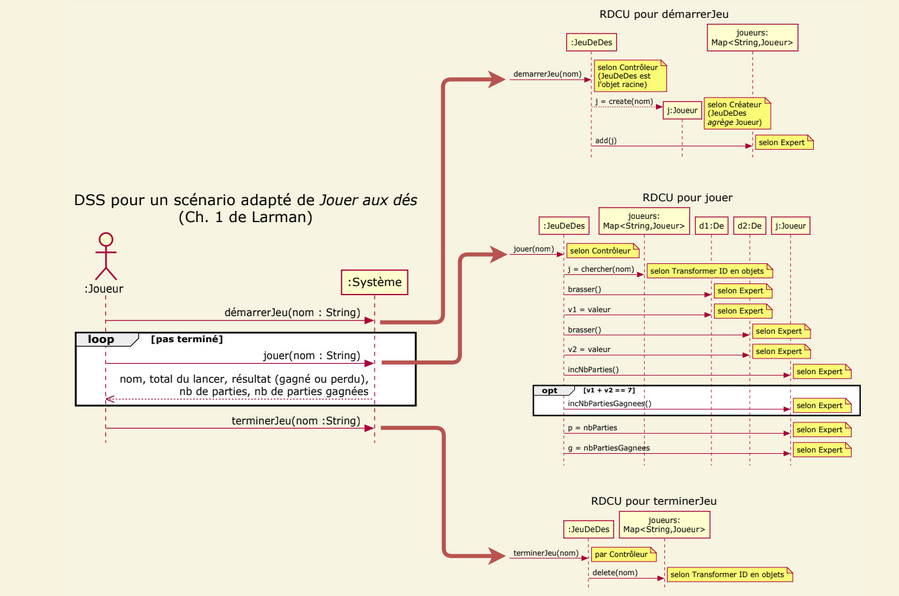 DSS pour un scénario adapté de Jouer aux dés
(Ch. 1 de Larman)
:Joueur
:Système
démarrerJeu(nom : String)
loop
[pas terminé]
jouer(nom : String)
nom, total du lancer, résultat (gagné ou perdu),
nb de parties, nb de parties gagnées
terminerJeu(nom :String)
RDCU pour démarrerJeu
:JeuDeDes
joueurs:
Map<String,Joueur>
demarrerJeu(nom)
selon Contrôleur
(JeuDeDes est
l'objet racine)
j = create(nom)
j:Joueur
selon Créateur
(JeuDeDes
agrège Joueur)
add(j)
selon Expert
RDCU pour jouer
:JeuDeDes
joueurs:
Map<String,Joueur>
d1:De
d2:De
j:Joueur
jouer(nom)
selon Contrôleur
j = chercher(nom)
selon Transformer ID en objets
brasser()
selon Expert
v1 = valeur
selon Expert
brasser()
selon Expert
v2 = valeur
selon Expert
incNbParties()
selon Expert
opt
[v1 + v2 == 7]
incNbPartiesGagnees()
selon Expert
p = nbParties
selon Expert
g = nbPartiesGagnees
selon Expert
RDCU pour terminerJeu
:JeuDeDes
joueurs:
Map<String,Joueur>
terminerJeu(nom)
par Contrôleur
delete(nom)
selon Transformer ID en objets